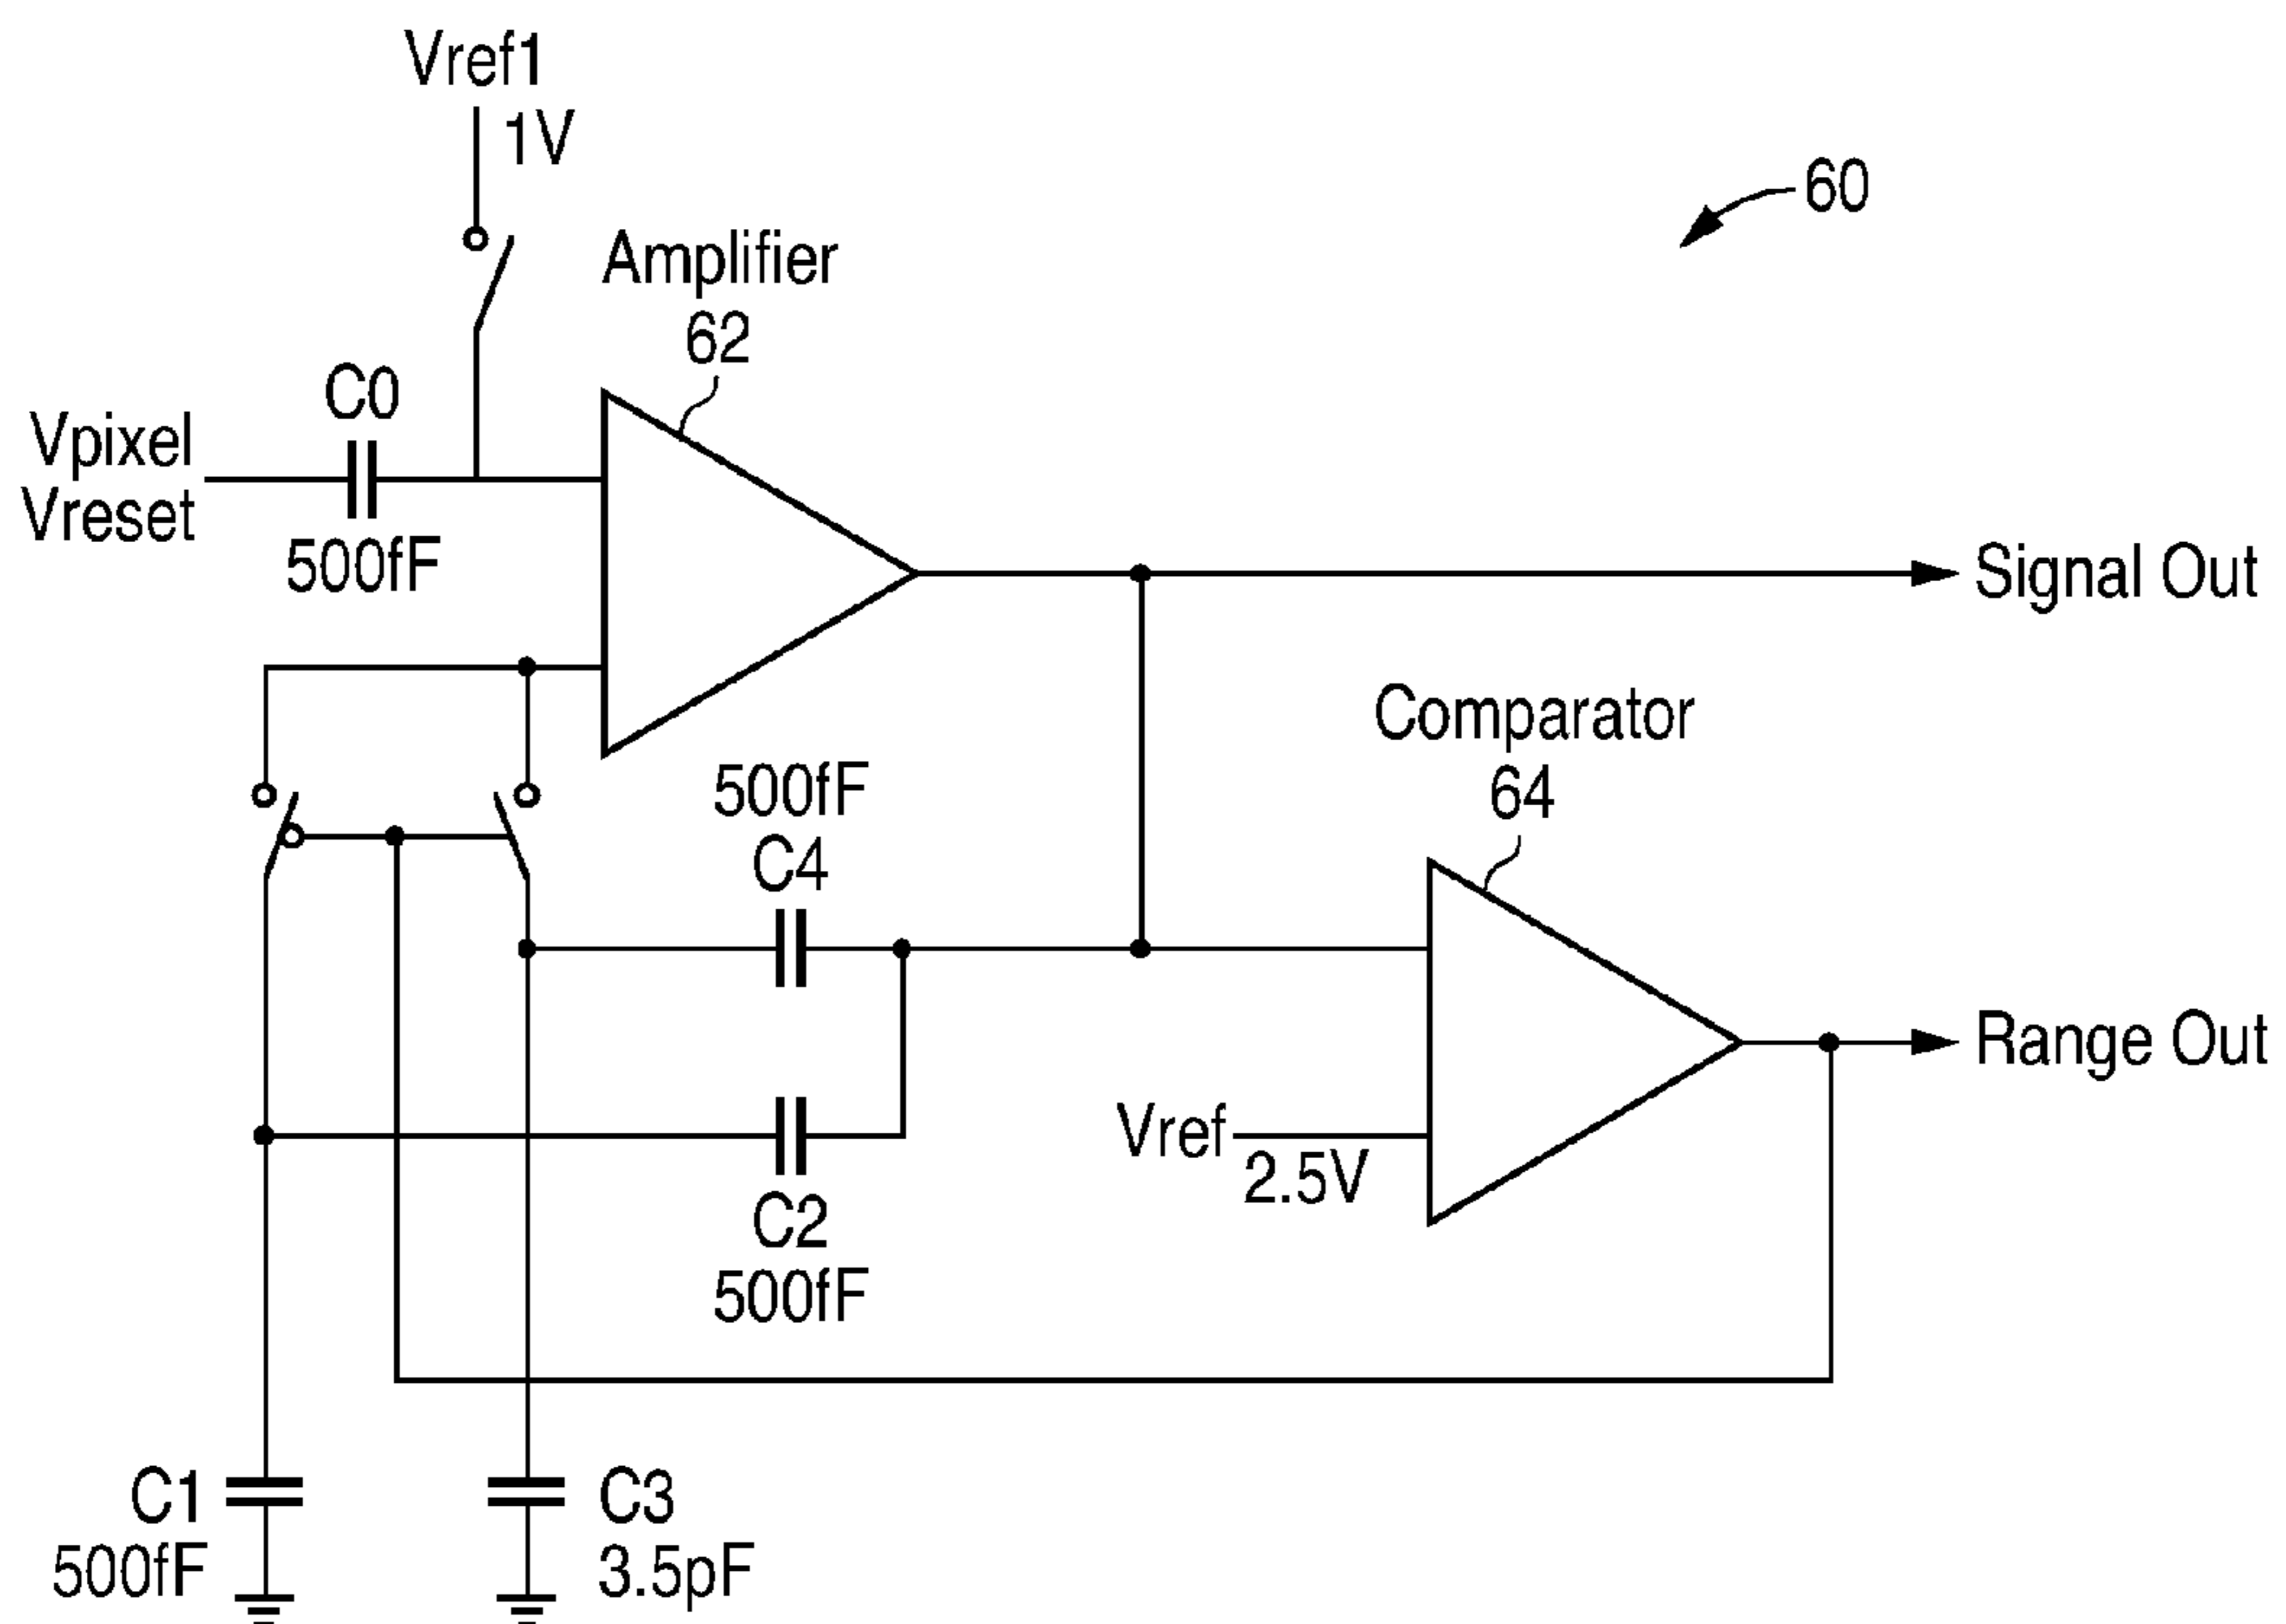 Vref1
1V
60
Amplifier
62
C0
Vpixel
Vreset
500fF
Signal Out
Comparator
64
500fF
C4
Range Out
Vref
2.5V
C2
500fF
C1
500fF
C3
3.5pF